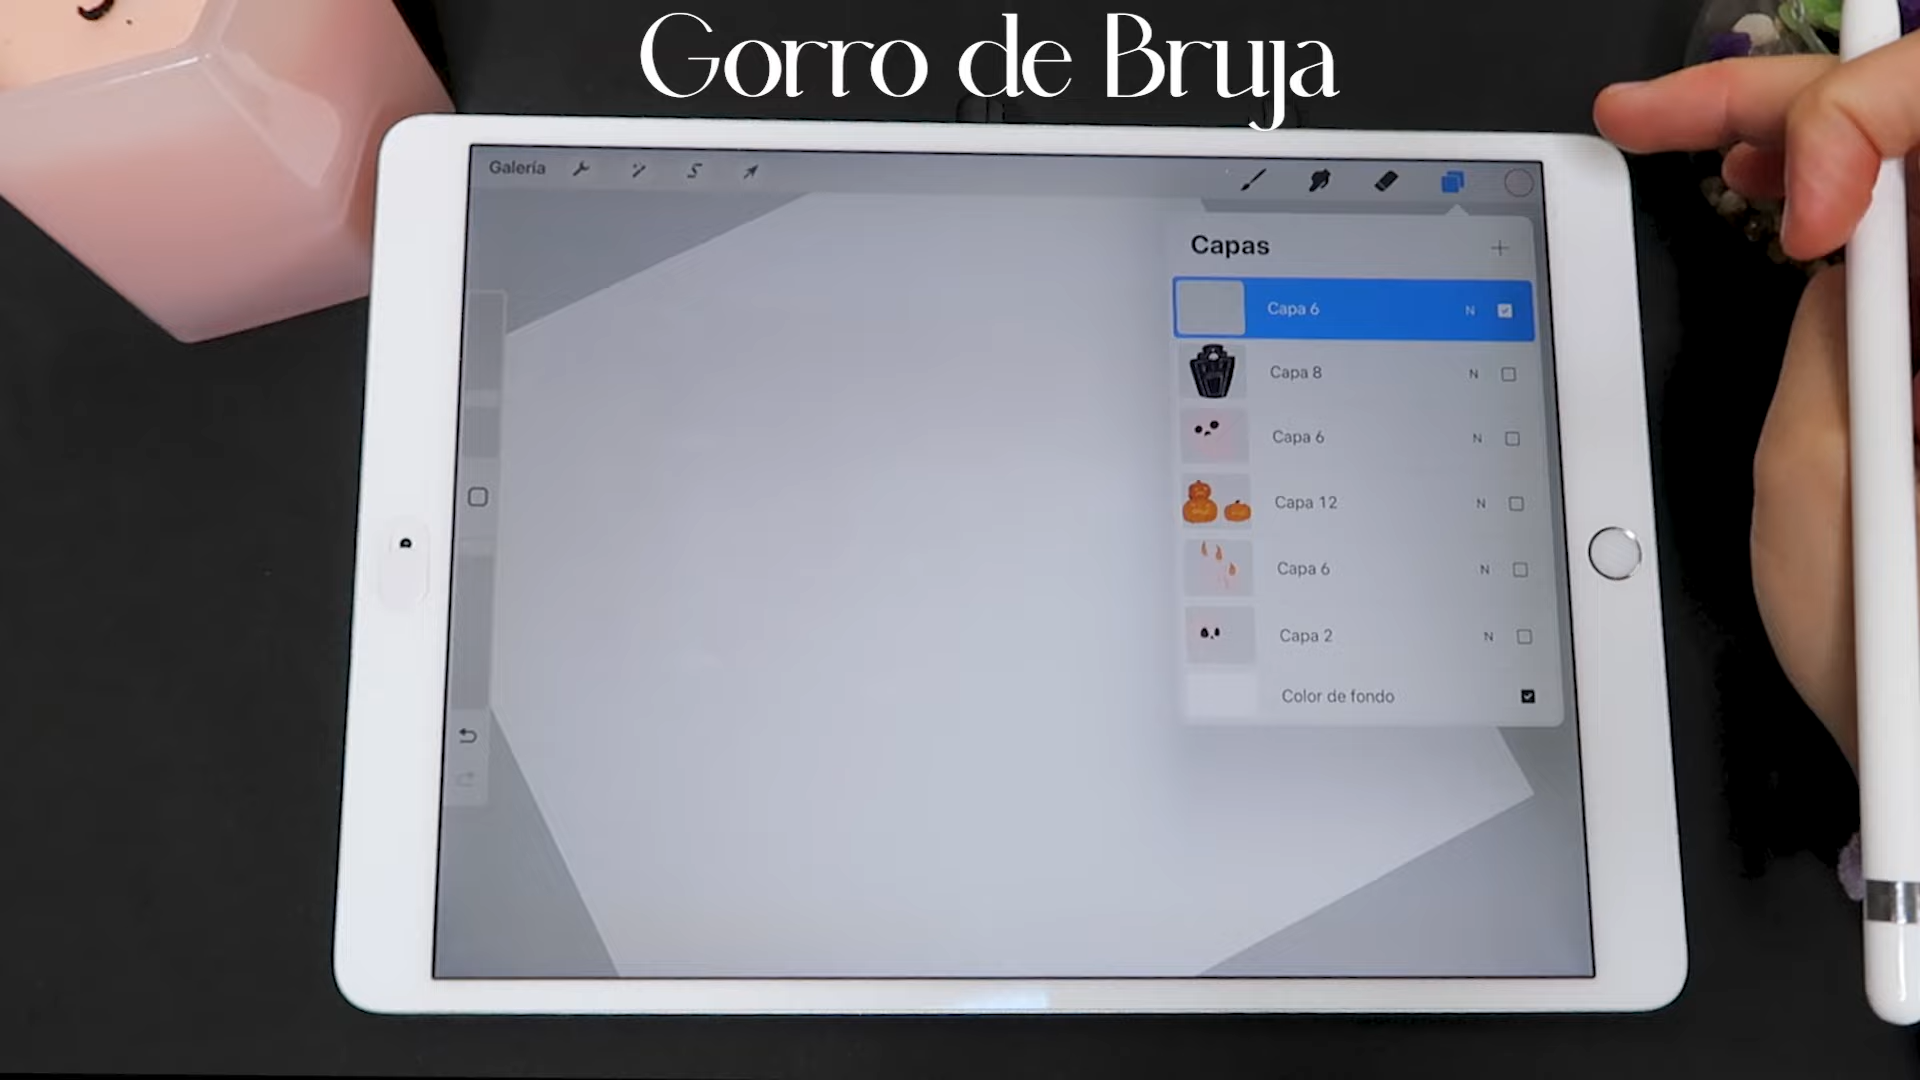 Gorro de Bruja
Galería
Capas
Capa 6 N
Capa 8 N
Capa 6 N
Capa 12 N
Capa 6 N
Capa 2 N
Color de fondo